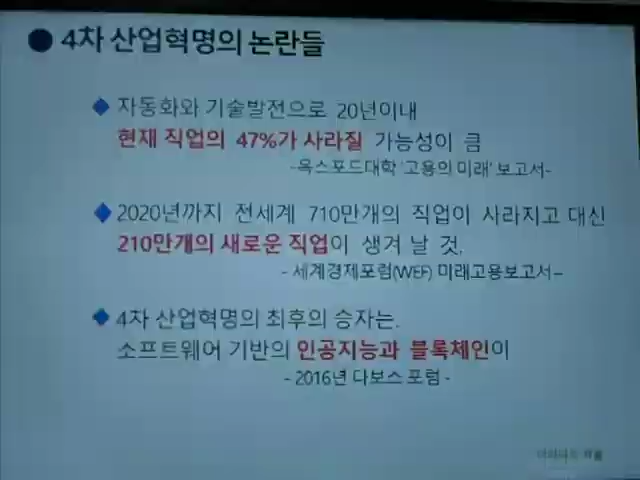 ● 4차 산업혁명의 논란들
◆ 자동화와 기술발전으로 20년이내
현재 직업의 47%가 사라질 가능성이 큼
-옥스포드대학 '고용의 미래' 보고서-
◆ 2020년까지 전세계 710만개의 직업이 사라지고 대신
210만개의 새로운 직업이 생겨 날 것.
- 세계경제포럼(WEF) 미래고용보고서-
◆ 4차 산업혁명의 최후의 승자는.
소프트웨어 기반의 인공지능과 블록체인이
- 2016년 다보스 포럼 -